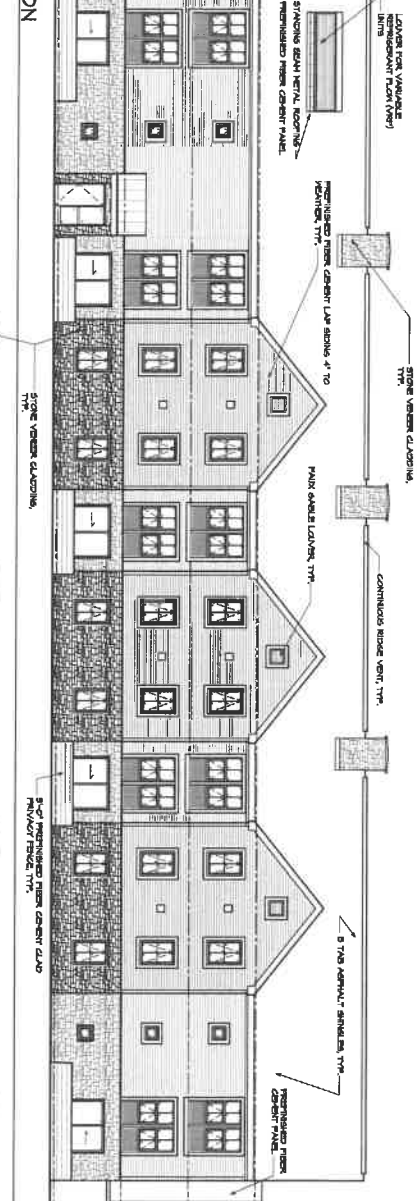 LOUVER FOR VARIABLE
REFRIGERANT FLOW (VRF)
UNITS
STANDING SEAM METAL ROOFING
PREFINISHED FIBER CEMENT PANEL
STONE VENEER CLADDING,
TYP.
PREFINISHED FIBER CEMENT LAP SIDING 4" TO
WEATHER, TYP.
FAUX GABLE LOUVER, TYP.
CONTINUOUS RIDGE VENT, TYP.
3 TAB ASPHALT SHINGLES, TYP.
PREFINISHED FIBER
CEMENT PANEL
STONE VENEER CLADDING,
TYP.
PREFINISHED FIBER CEMENT CLAD
PRIVACY FENCE, TYP.
ON